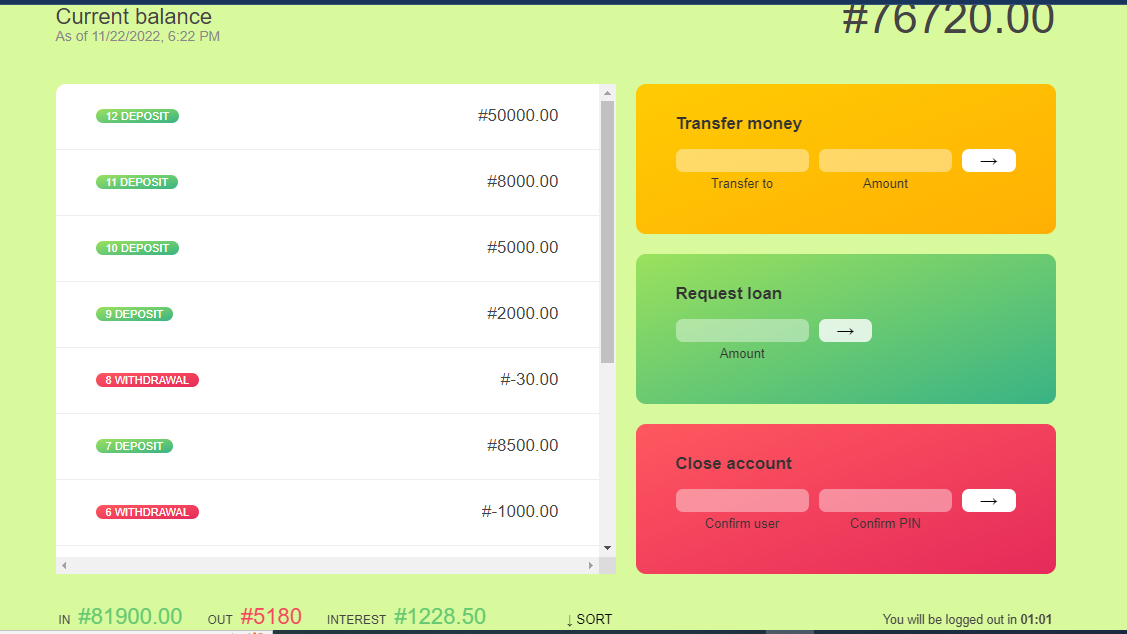 Current balance
#76720.00
As of 11/22/2022, 6:22 PM
12 DEPOSIT #50000.00
11 DEPOSIT #8000.00
10 DEPOSIT #5000.00
9 DEPOSIT #2000.00
8 WITHDRAWAL #-30.00
7 DEPOSIT #8500.00
6 WITHDRAWAL #-1000.00
Transfer money
→
Transfer to Amount
Request loan
→
Amount
Close account
→
Confirm user Confirm PIN
IN #81900.00 OUT #5180 INTEREST #1228.50 ↓ SORT
You will be logged out in 01:01